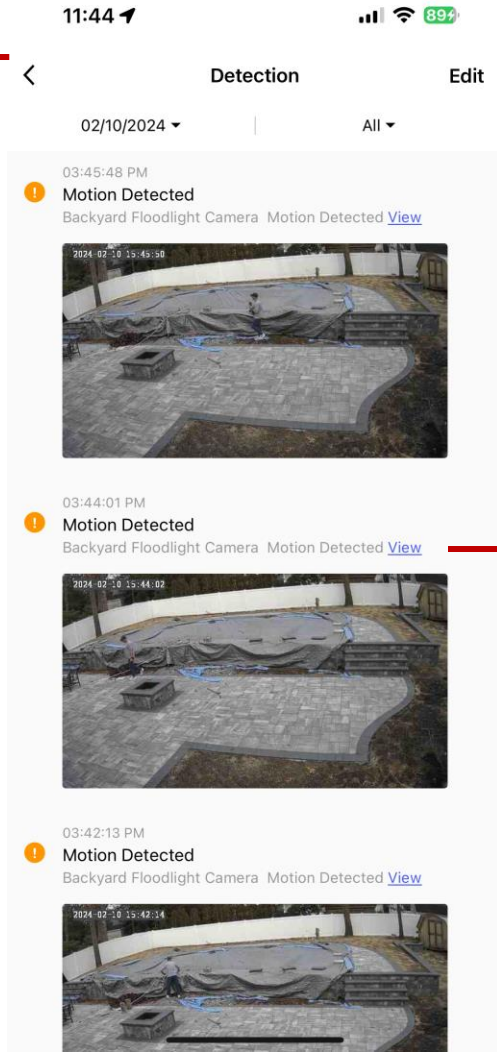 11:44
89
Detection
Edit
02/10/2024
All
03:45:48 PM
Motion Detected
Backyard Floodlight Camera Motion Detected View
2024-02-10 15:45:50
03:44:01 PM
Motion Detected
Backyard Floodlight Camera Motion Detected View
2024-02-10 15:44:02
03:42:13 PM
Motion Detected
Backyard Floodlight Camera Motion Detected View
2024-02-10 15:42:14